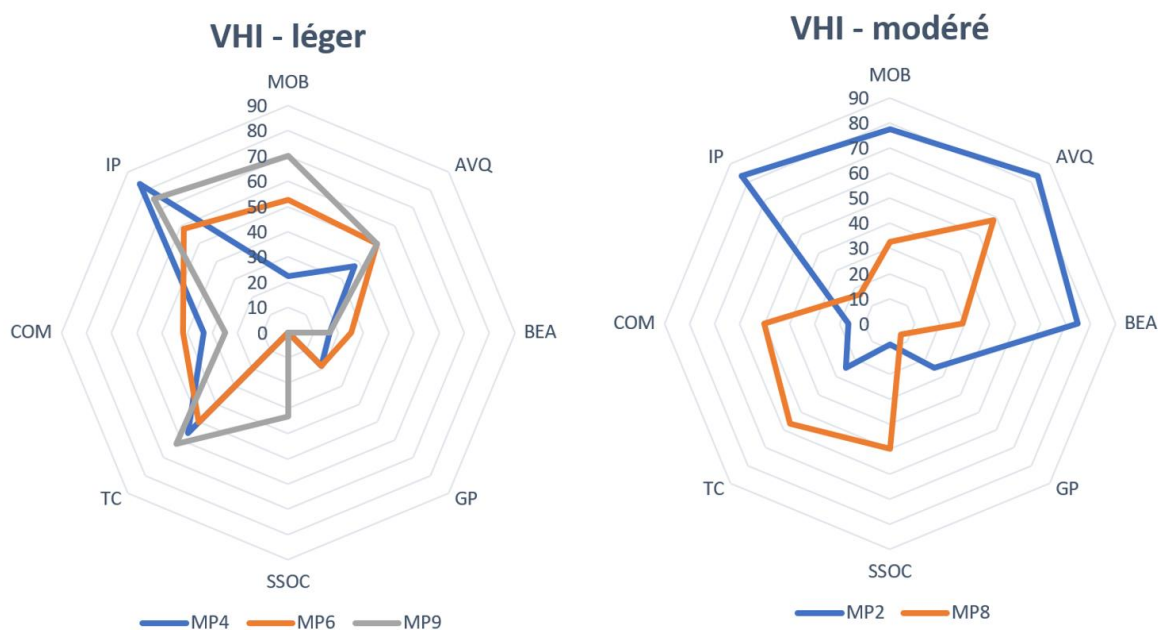 VHI - léger
MOB
90
80
70
60
50
40
30
20
10
0
IP
AVQ
COM
BEA
TC
GP
SSOC
MP4 MP6 MP9
VHI - modéré
MOB
90
80
70
60
50
40
30
20
10
0
IP
AVQ
COM
BEA
TC
GP
SSOC
MP2 MP8